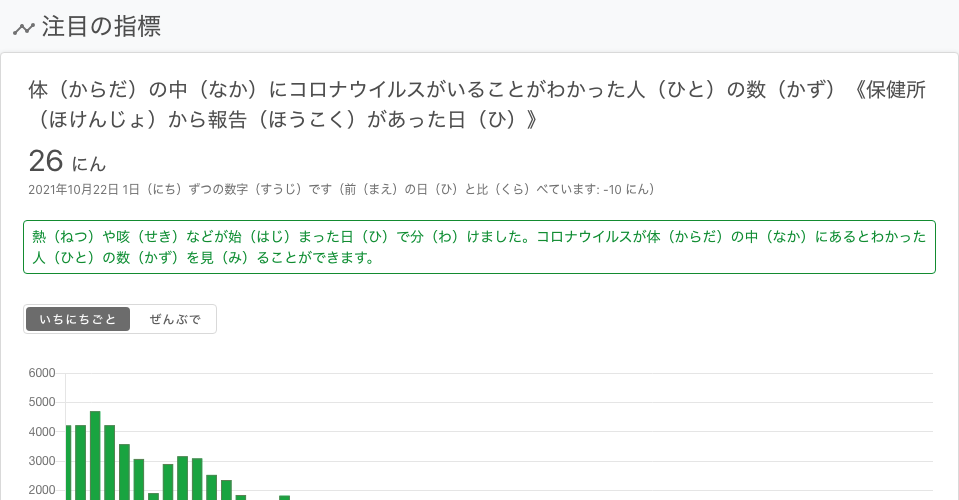 注目の指標
体（からだ）の中（なか）にコロナウイルスがいることがわかった人（ひと）の数（かず）《保健所
（ほけんじょ）から報告（ほうこく）があった日（ひ）》
26 にん
2021年10月22日 1日（にち）ずつの数字（すうじ）です（前（まえ）の日（ひ）と比（くら）べています: -10 にん）
熱（ねつ）や咳（せき）などが始（はじ）まった日（ひ）で分（わ）けました。コロナウイルスが体（からだ）の中（なか）にあるとわかった
人（ひと）の数（かず）を見（み）ることができます。
いちにちごと ぜんぶで
6000
5000
4000
3000
2000